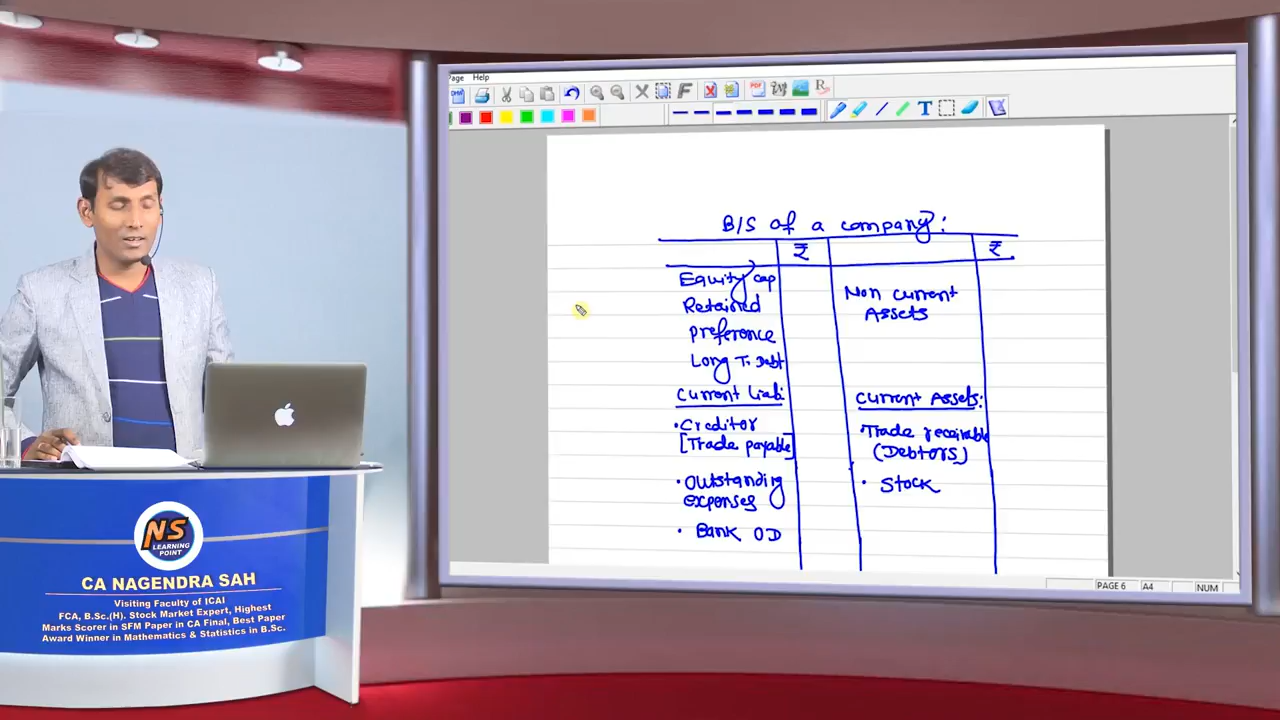 Page Help
B/S of a company:
₹ ₹
Equity cap
Retained
preference
Long T. Debt
Current Liabi
• Creditor
[Trade payable]
• Outstanding
expenses
• Bank OD
Non current
Assets
Current Assets:
• Trade receivable
(Debtors)
• Stock
PAGE 6 A4 NUM
NS
LEARNING
POINT
CA NAGENDRA SAH
Visiting Faculty of ICAI
FCA, B.Sc.(H). Stock Market Expert, Highest
Marks Scorer in SFM Paper in CA Final, Best Paper
Award Winner in Mathematics & Statistics in B.Sc.